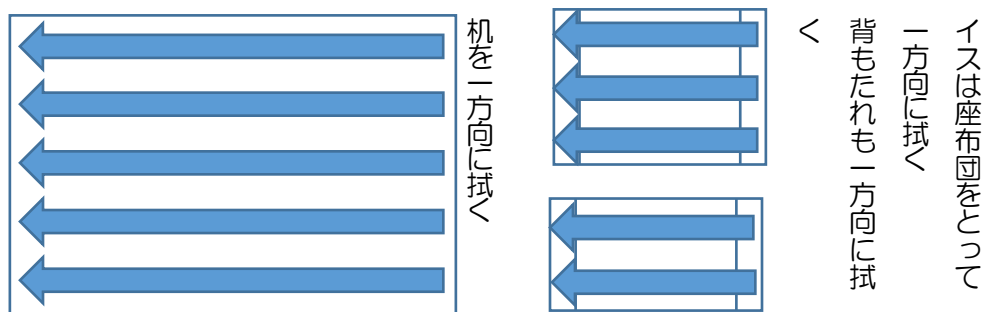 イスは座布団をとって
一方向に拭く
背もたれも一方向に拭
く
机を一方向に拭く